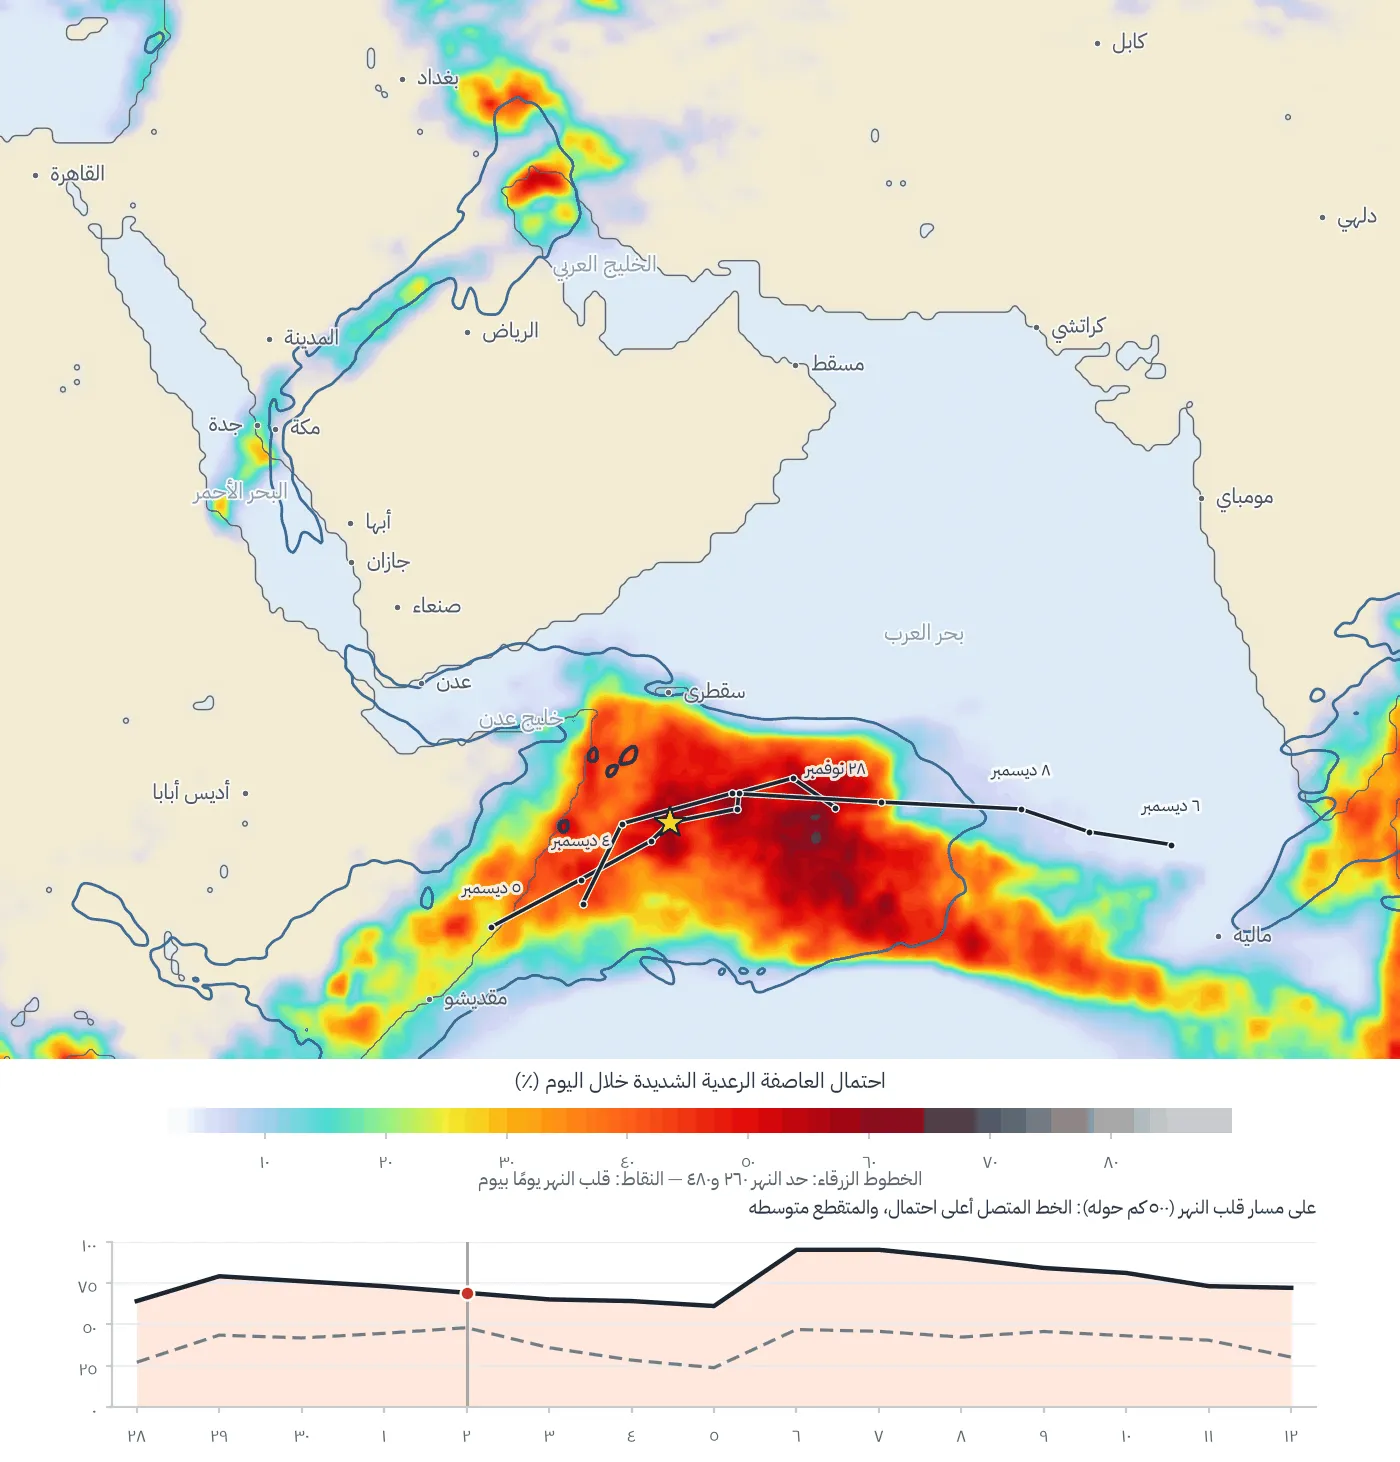 كابل
بغداد
القاهرة
دلهي
الخليج العربي
كراتشي
الرياض
المدينة
مسقط
جدة
مكة
البحر الأحمر
مومباي
أبها
جازان
صنعاء
بحر العرب
عدن
سقطرى
خليج عدن
٢٨ نوفمبر
٨ ديسمبر
أديس أبابا
٦ ديسمبر
٤ ديسمبر
٥ ديسمبر
ماليه
مقديشو
احتمال العاصفة الرعدية الشديدة خلال اليوم (٪)
١٠ ٢٠ ٣٠ ٤٠ ٥٠ ٦٠ ٧٠ ٨٠
الخطوط الزرقاء: حد النهر ٢٦٠ و٤٨٠ — النقاط: قلب النهر يومًا بيوم
على مسار قلب النهر (٥٠٠ كم حوله): الخط المتصل أعلى احتمال، والمتقطع متوسطه
١٠٠
٧٥
٥٠
٢٥
٠
٢٨ ٢٩ ٣٠ ١ ٢ ٣ ٤ ٥ ٦ ٧ ٨ ٩ ١٠ ١١ ١٢